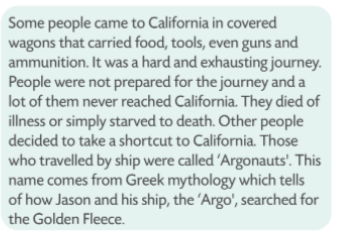 Some people came to California in covered
wagons that carried food, tools, even guns and
ammunition. It was a hard and exhausting journey.
People were not prepared for the journey and a
lot of them never reached California. They died of
illness or simply starved to death. Other people
decided to take a shortcut to California. Those
who travelled by ship were called ‘Argonauts’. This
name comes from Greek mythology which tells
of how Jason and his ship, the ‘Argo’, searched for
the Golden Fleece.